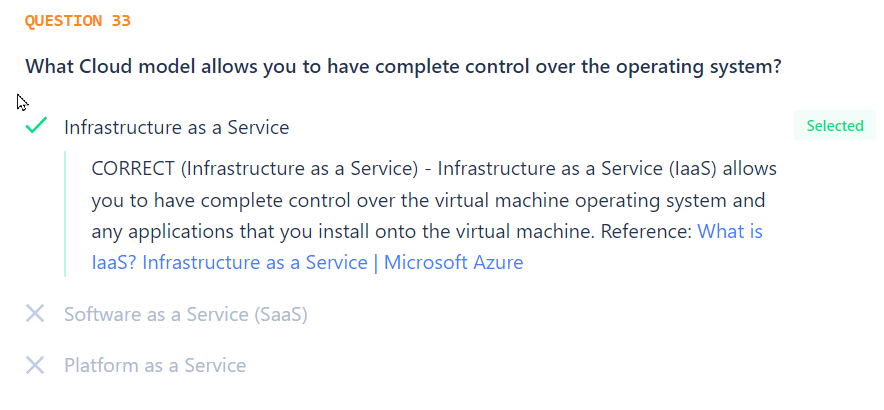 QUESTION 33
What Cloud model allows you to have complete control over the operating system?
Infrastructure as a Service
Selected
CORRECT (Infrastructure as a Service) - Infrastructure as a Service (IaaS) allows
you to have complete control over the virtual machine operating system and
any applications that you install onto the virtual machine. Reference: What is
IaaS? Infrastructure as a Service | Microsoft Azure
Software as a Service (SaaS)
Platform as a Service